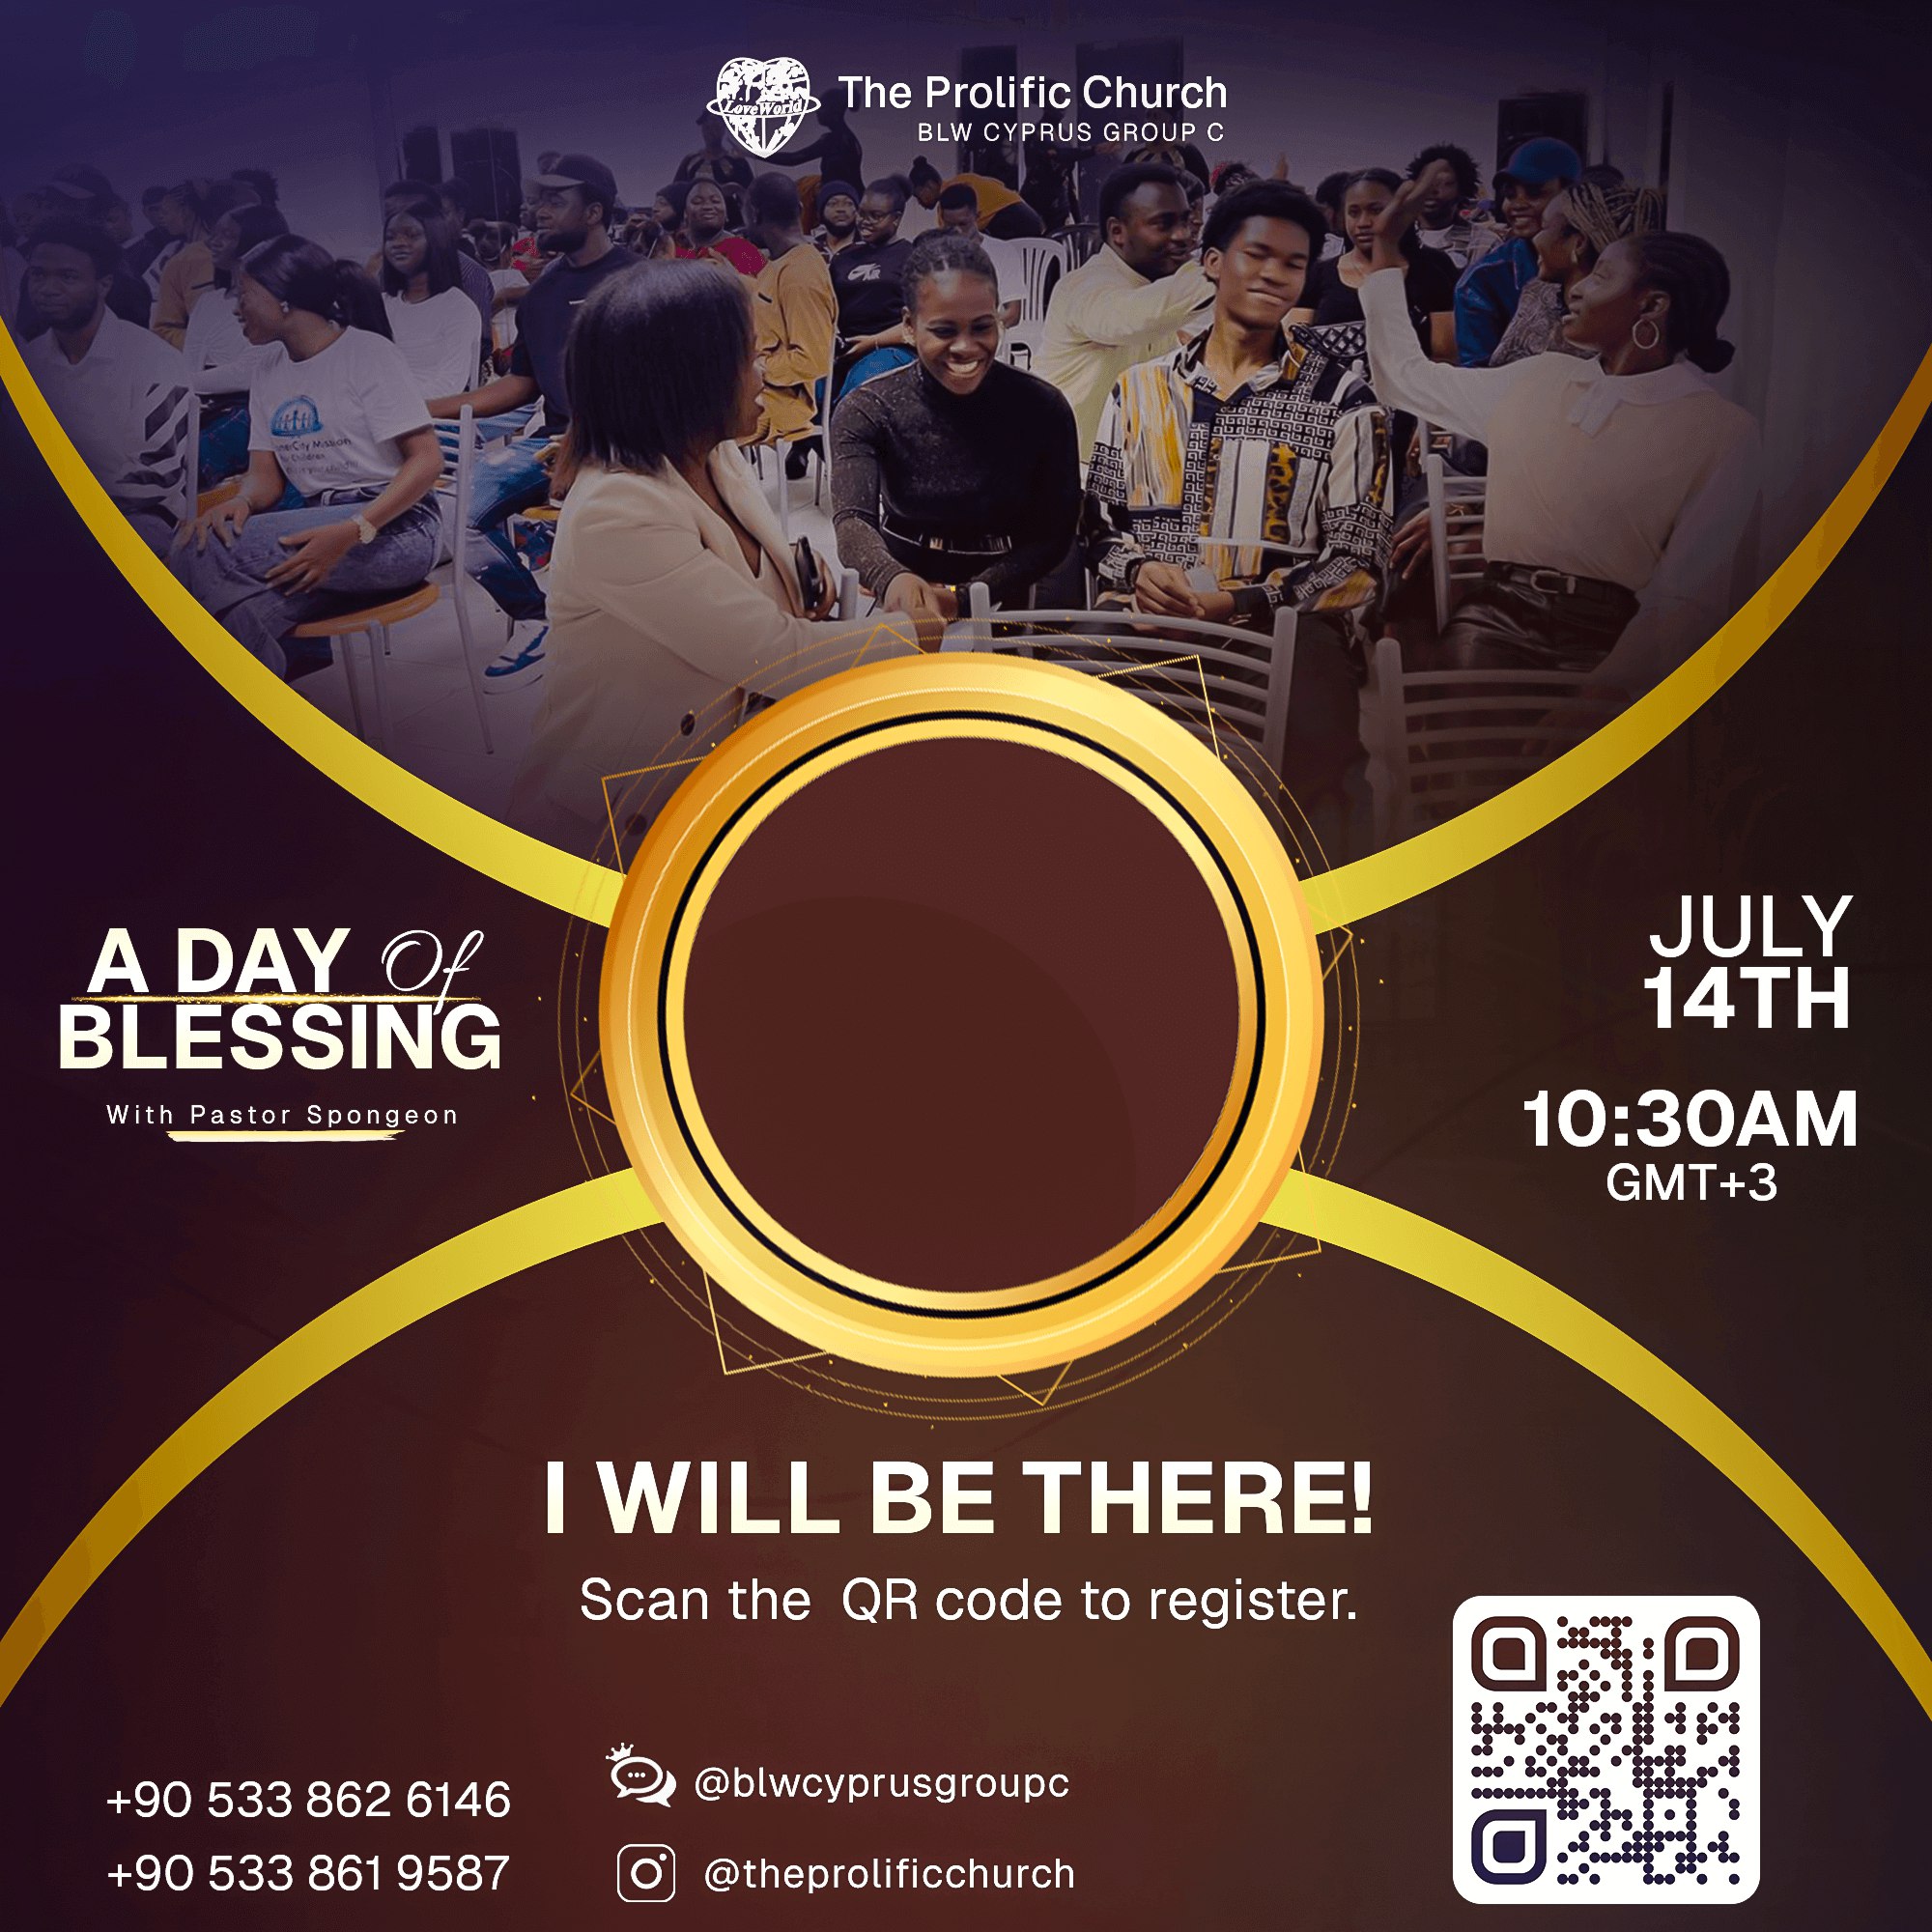 LoveWorld
The Prolific Church
BLW CYPRUS GROUP C
A DAY Of
BLESSING
With Pastor Spongeon
JULY
14TH
10:30AM
GMT+3
I WILL BE THERE!
Scan the QR code to register.
+90 533 862 6146
+90 533 861 9587
@blwcyprusgroupc
@theprolificchurch